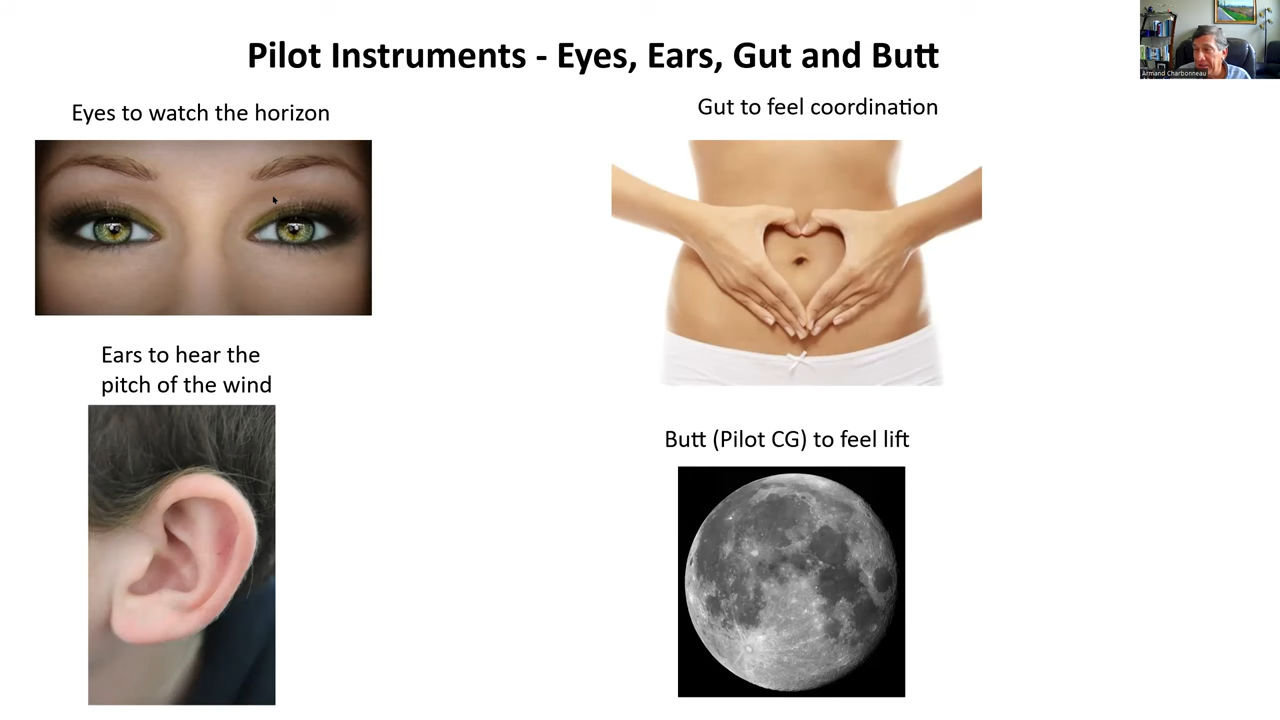 Pilot Instruments - Eyes, Ears, Gut and Butt
Armand Charbonneau
Eyes to watch the horizon
Gut to feel coordination
Ears to hear the
pitch of the wind
Butt (Pilot CG) to feel lift